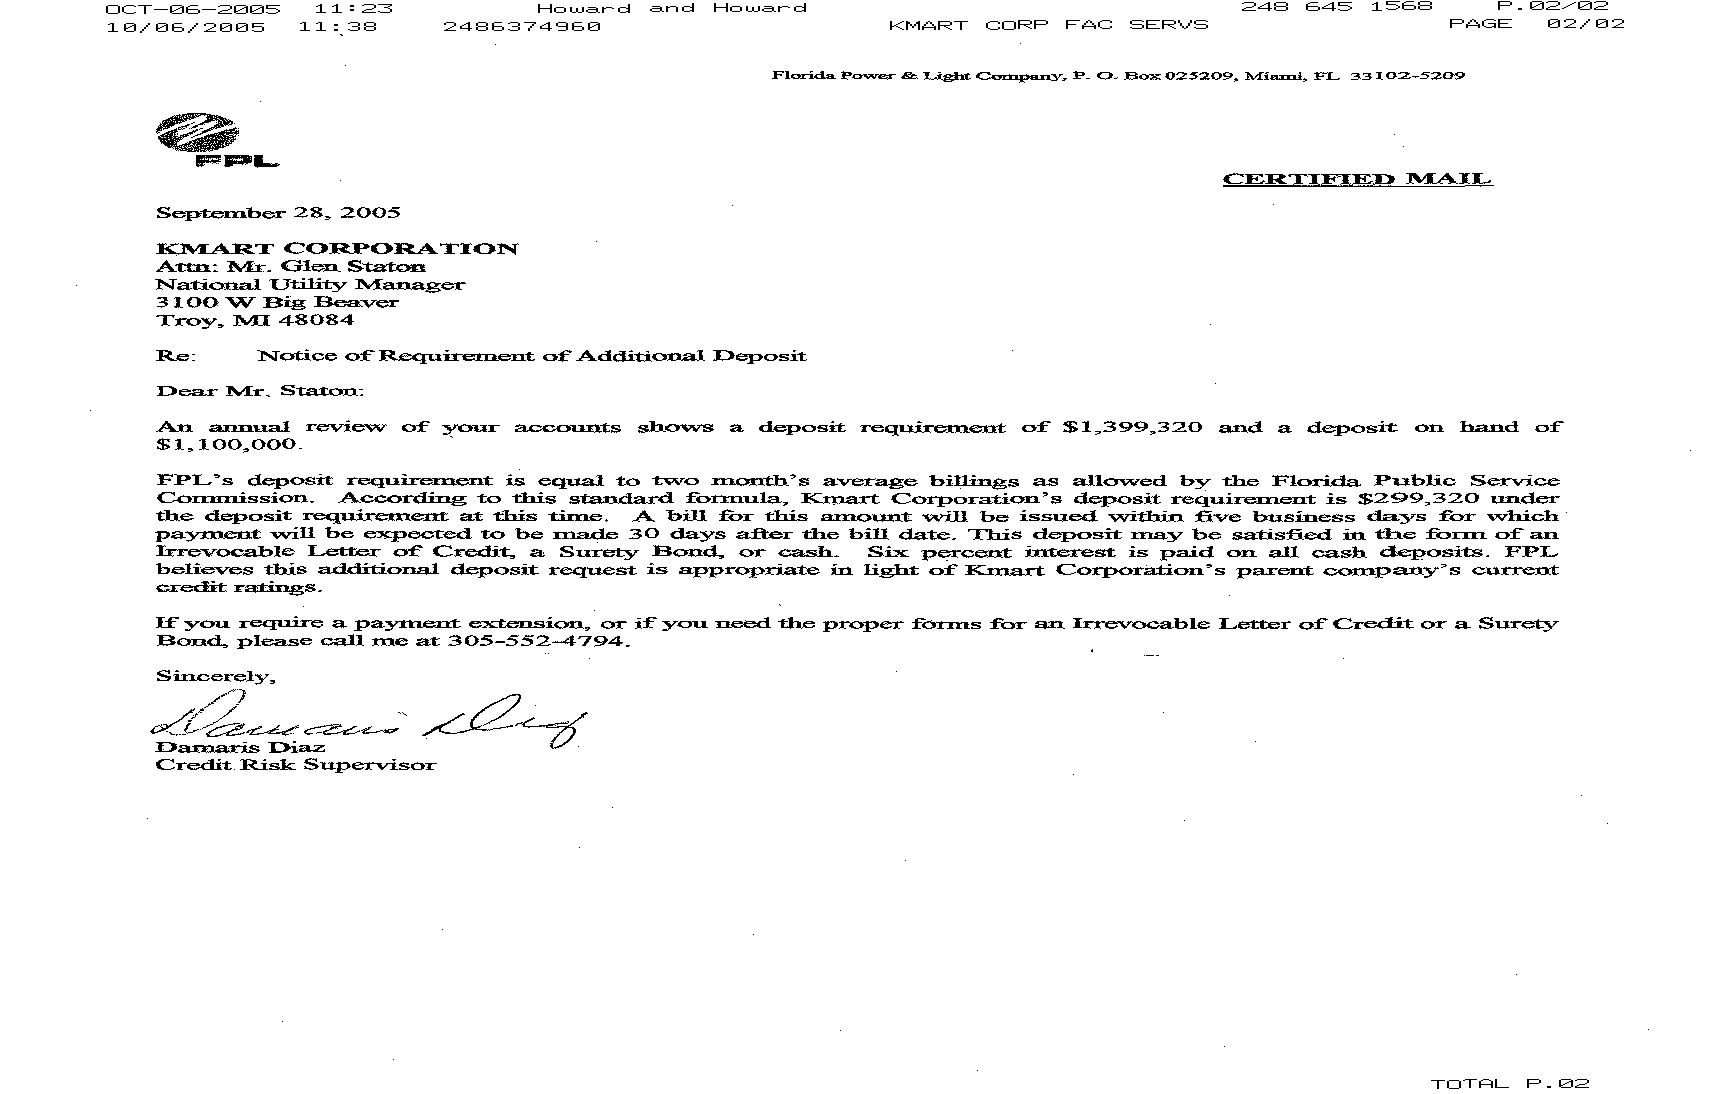 OCT-06-2005 11:23 Howard and Howard 248 645 1568 P.02/02
10/06/2005 11:38 2486374960 KMART CORP FAC SERVS PAGE 02/02
Florida Power & Light Company, P. O. Box 025209, Miami, FL 33102-5209
FPL
CERTIFIED MAIL
September 28, 2005
KMART CORPORATION
Attn: Mr. Glen Staton
National Utility Manager
3100 W Big Beaver
Troy, MI 48084
Re: Notice of Requirement of Additional Deposit
Dear Mr. Staton:
An annual review of your accounts shows a deposit requirement of $1,399,320 and a deposit on hand of
$1,100,000.
FPL's deposit requirement is equal to two month's average billings as allowed by the Florida Public Service
Commission. According to this standard formula, Kmart Corporation's deposit requirement is $299,320 under
the deposit requirement at this time. A bill for this amount will be issued within five business days for which
payment will be expected to be made 30 days after the bill date. This deposit may be satisfied in the form of an
Irrevocable Letter of Credit, a Surety Bond, or cash. Six percent interest is paid on all cash deposits. FPL
believes this additional deposit request is appropriate in light of Kmart Corporation's parent company's current
credit ratings.
If you require a payment extension, or if you need the proper forms for an Irrevocable Letter of Credit or a Surety
Bond, please call me at 305-552-4794.
Sincerely,
Damaris Diaz
Damaris Diaz
Credit Risk Supervisor
TOTAL P.02